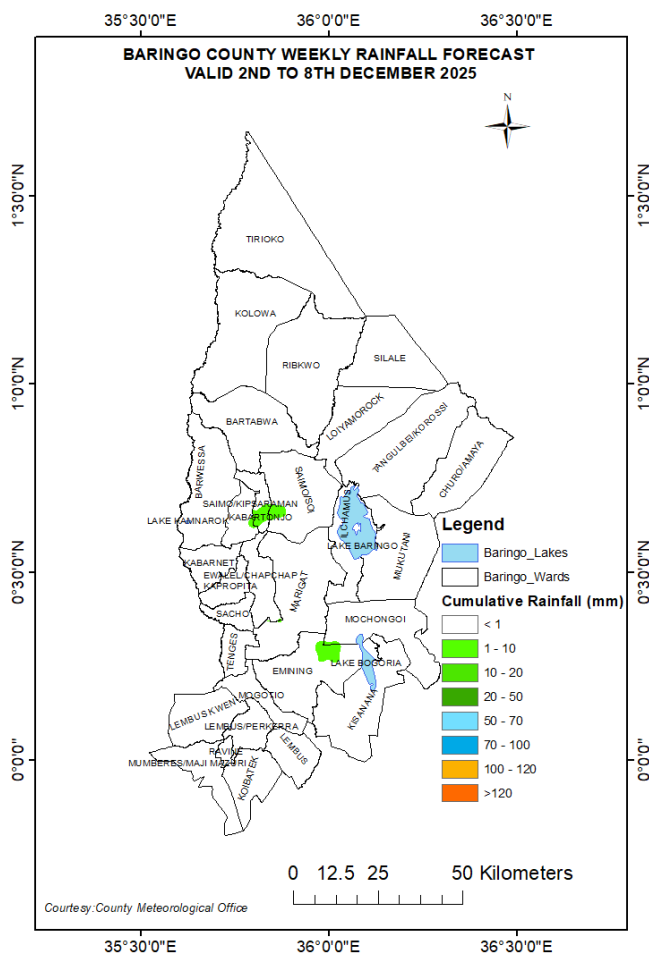 35°30'0"E 36°0'0"E 36°30'0"E
BARINGO COUNTY WEEKLY RAINFALL FORECAST
VALID 2ND TO 8TH DECEMBER 2025
N
1°30'0"N
1°30'0"N
TIRIOKO
KOLOWA
RIBKWO
SILALE
1°0'0"N
1°0'0"N
LOIYAMOROCK
BARTABWA
TANGULBEI/KOROSSI
CHURO/AMAYA
BARWESSA
SAIMO/SOI
SAIMO/KIPSARAMAN
ILCHAMUS
KABARTONJO
LAKE KAMNAROK
LAKE BARINGO
MUKUTANI
KABARNET
EWALEL/CHAPCHAP
KAPROPITA
MARIGAT
SACHO
MOCHONGOI
TENGES
LAKE BOGORIA
EMINING
KISANANA
MOGOTIO
LEMBUS KWEN
LEMBUS/PERKERRA
LEMBUS
RAVINE
MUMBERES/MAJI MAZURI
KOIBATEK
0°30'0"N
0°30'0"N
0°0'0"
0°0'0"
Legend
Baringo_Lakes
Baringo_Wards
Cumulative Rainfall (mm)
< 1
1 - 10
10 - 20
20 - 50
50 - 70
70 - 100
100 - 120
>120
0 12.5 25 50 Kilometers
Courtesy:County Meteorological Office
35°30'0"E 36°0'0"E 36°30'0"E